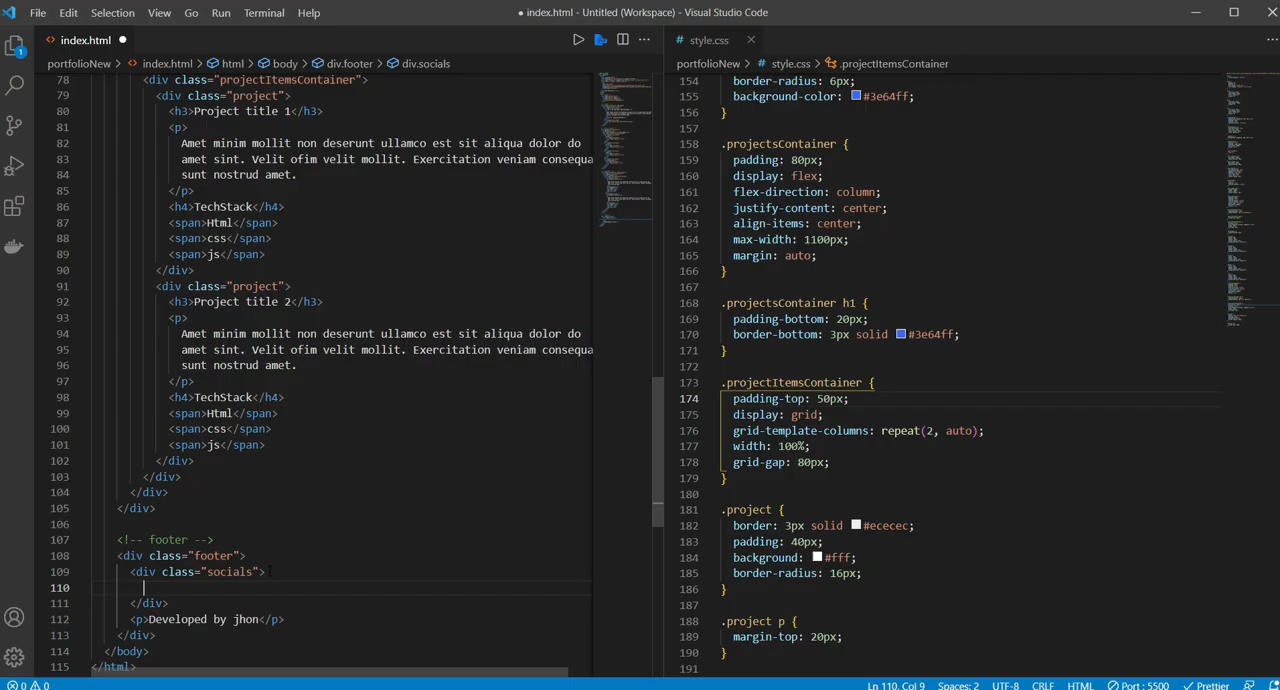 File Edit Selection View Go Run Terminal Help
● index.html - Untitled (Workspace) - Visual Studio Code
1
<> index.html ●
portfolioNew > <> index.html > html > body > div.footer > div.socials
78 <div class="projectItemsContainer">
79 <div class="project">
80 <h3>Project title 1</h3>
81 <p>
82 Amet minim mollit non deserunt ullamco est sit aliqua dolor do
83 amet sint. Velit ofim velit mollit. Exercitation veniam consequa
84 sunt nostrud amet.
85 </p>
86 <h4>TechStack</h4>
87 <span>Html</span>
88 <span>css</span>
89 <span>js</span>
90 </div>
91 <div class="project">
92 <h3>Project title 2</h3>
93 <p>
94 Amet minim mollit non deserunt ullamco est sit aliqua dolor do
95 amet sint. Velit ofim velit mollit. Exercitation veniam consequa
96 sunt nostrud amet.
97 </p>
98 <h4>TechStack</h4>
99 <span>Html</span>
100 <span>css</span>
101 <span>js</span>
102 </div>
103 </div>
104 </div>
105 </div>
106
107 <!-- footer -->
108 <div class="footer">
109 <div class="socials">
110
111 </div>
112 <p>Developed by jhon</p>
113 </div>
114 </body>
115 </html>
# style.css
portfolioNew > # style.css > .projectItemsContainer
154 border-radius: 6px;
155 background-color: #3e64ff;
156 }
157
158 .projectsContainer {
159 padding: 80px;
160 display: flex;
161 flex-direction: column;
162 justify-content: center;
163 align-items: center;
164 max-width: 1100px;
165 margin: auto;
166 }
167
168 .projectsContainer h1 {
169 padding-bottom: 20px;
170 border-bottom: 3px solid #3e64ff;
171 }
172
173 .projectItemsContainer {
174 padding-top: 50px;
175 display: grid;
176 grid-template-columns: repeat(2, auto);
177 width: 100%;
178 grid-gap: 80px;
179 }
180
181 .project {
182 border: 3px solid #ececec;
183 padding: 40px;
184 background: #fff;
185 border-radius: 16px;
186 }
187
188 .project p {
189 margin-top: 20px;
190 }
191
0 0 Ln 110, Col 9 Spaces: 2 UTF-8 CRLF HTML Port : 5500 Prettier